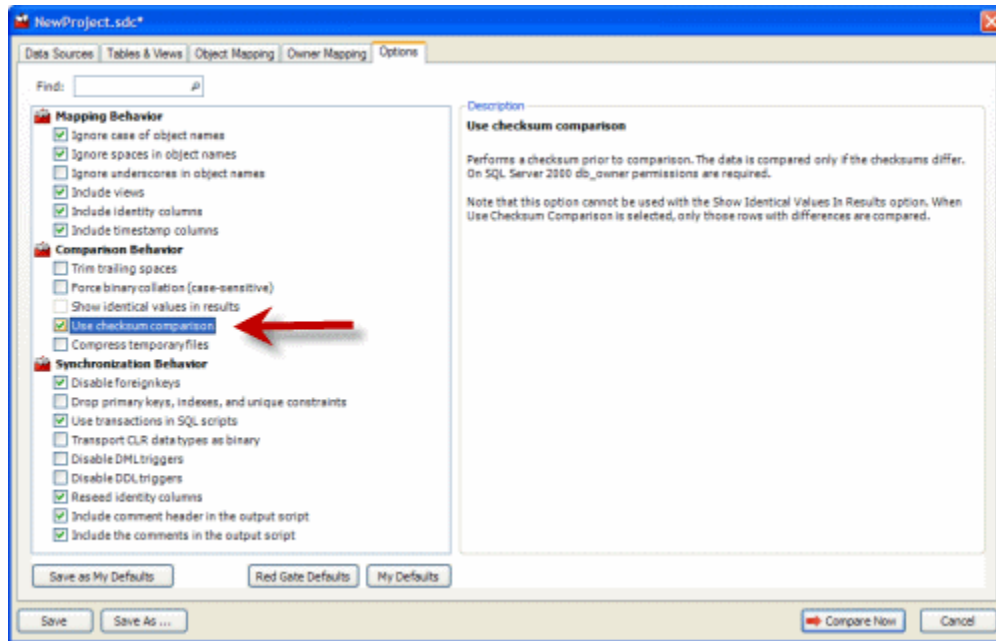 NewProject.sdc*
Data Sources Tables & Views Object Mapping Owner Mapping Options
Find:
Mapping Behavior
Ignore case of object names
Ignore spaces in object names
Ignore underscores in object names
Include views
Include identity columns
Include timestamp columns
Comparison Behavior
Trim trailing spaces
Force binary collation (case-sensitive)
Show identical values in results
Use checksum comparison
Compress temporary files
Synchronization Behavior
Disable foreign keys
Drop primary keys, indexes, and unique constraints
Use transactions in SQL scripts
Transport CLR data types as binary
Disable DML triggers
Disable DDL triggers
Reseed identity columns
Include comment header in the output script
Include the comments in the output script
Description
Use checksum comparison
Performs a checksum prior to comparison. The data is compared only if the checksums differ.
On SQL Server 2000 db_owner permissions are required.
Note that this option cannot be used with the Show Identical Values In Results option. When
Use Checksum Comparison is selected, only those rows with differences are compared.
Save as My Defaults Red Gate Defaults My Defaults
Save Save As ... Compare Now Cancel